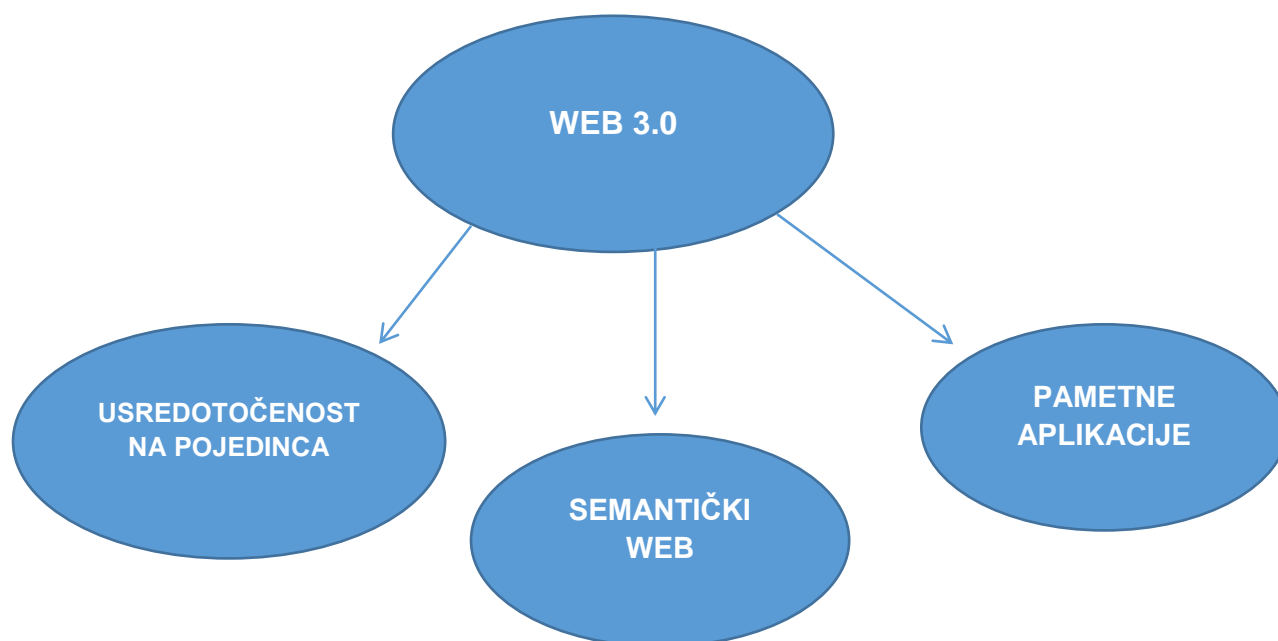 WEB 3.0
USREDOTOČENOST
NA POJEDINCA
SEMANTIČKI
WEB
PAMETNE
APLIKACIJE